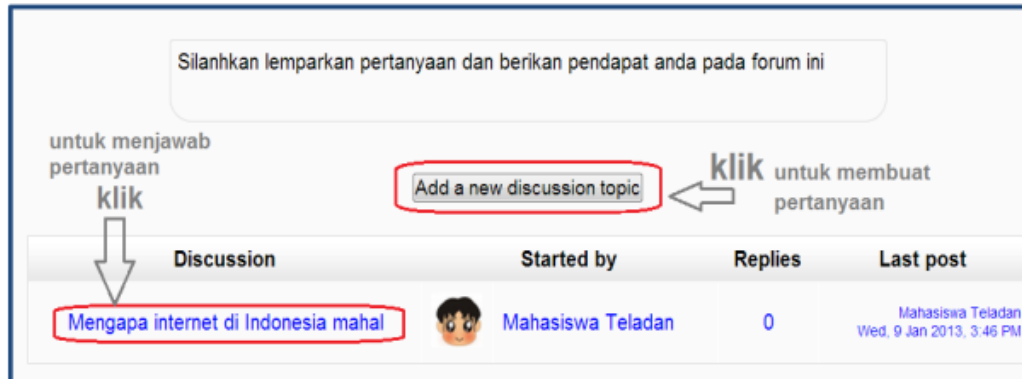 Silanhkan lemparkan pertanyaan dan berikan pendapat anda pada forum ini
untuk menjawab
pertanyaan
klik
Add a new discussion topic
klik untuk membuat
pertanyaan
Discussion Started by Replies Last post
Mengapa internet di Indonesia mahal Mahasiswa Teladan 0 Mahasiswa Teladan
Wed, 9 Jan 2013, 3:46 PM